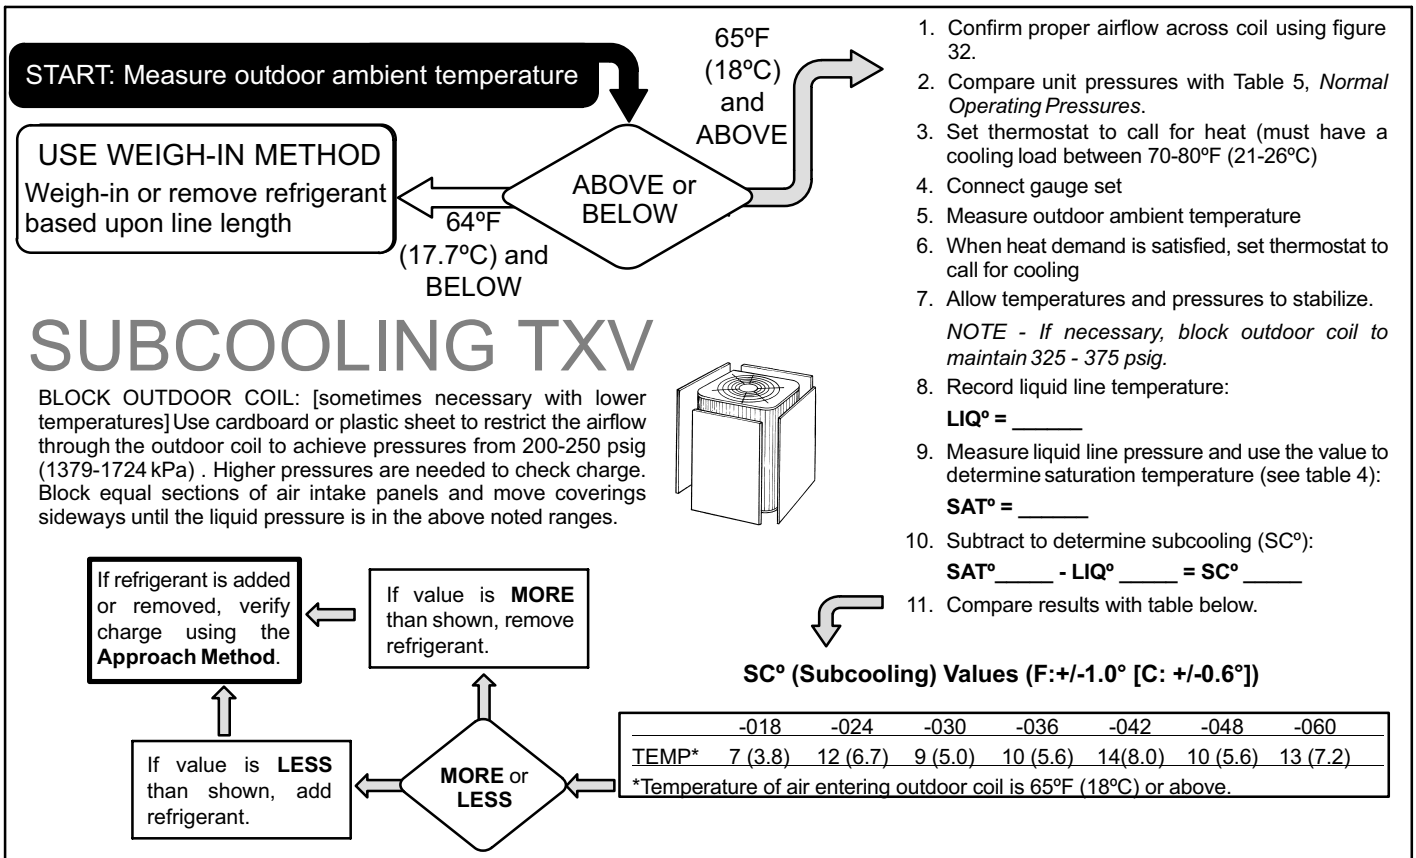 START: Measure outdoor ambient temperature
65ºF
(18ºC)
and
ABOVE
USE WEIGH-IN METHOD
Weigh-in or remove refrigerant
based upon line length
ABOVE or
BELOW
64ºF
(17.7ºC) and
BELOW
SUBCOOLING TXV
BLOCK OUTDOOR COIL: [sometimes necessary with lower
temperatures] Use cardboard or plastic sheet to restrict the airflow
through the outdoor coil to achieve pressures from 200-250 psig
(1379-1724 kPa) . Higher pressures are needed to check charge.
Block equal sections of air intake panels and move coverings
sideways until the liquid pressure is in the above noted ranges.
1. Confirm proper airflow across coil using figure
32.
2. Compare unit pressures with Table 5, Normal
Operating Pressures.
3. Set thermostat to call for heat (must have a
cooling load between 70-80ºF (21-26ºC)
4. Connect gauge set
5. Measure outdoor ambient temperature
6. When heat demand is satisfied, set thermostat to
call for cooling
7. Allow temperatures and pressures to stabilize.
NOTE - If necessary, block outdoor coil to
maintain 325 - 375 psig.
8. Record liquid line temperature:
LIQº = ______
9. Measure liquid line pressure and use the value to
determine saturation temperature (see table 4):
SATº = ______
10. Subtract to determine subcooling (SCº):
SATº_____ - LIQº _____ = SCº _____
11. Compare results with table below.
SCº (Subcooling) Values (F:+/-1.0° [C: +/-0.6°])
-018 -024 -030 -036 -042 -048 -060
TEMP* 7 (3.8) 12 (6.7) 9 (5.0) 10 (5.6) 14(8.0) 10 (5.6) 13 (7.2)
*Temperature of air entering outdoor coil is 65ºF (18ºC) or above.
MORE or
LESS
If value is MORE
than shown, remove
refrigerant.
If value is LESS
than shown, add
refrigerant.
If refrigerant is added
or removed, verify
charge using the
Approach Method.